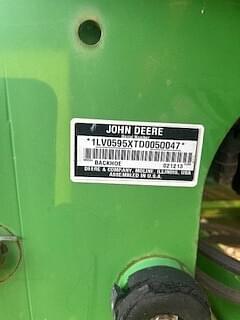 JOHN DEERE
Serial Number
*1LV0595XTD0050047*
BACKHOE 021213
DEERE & COMPANY, MOLINE, ILLINOIS, USA
ASSEMBLED IN U.S.A.